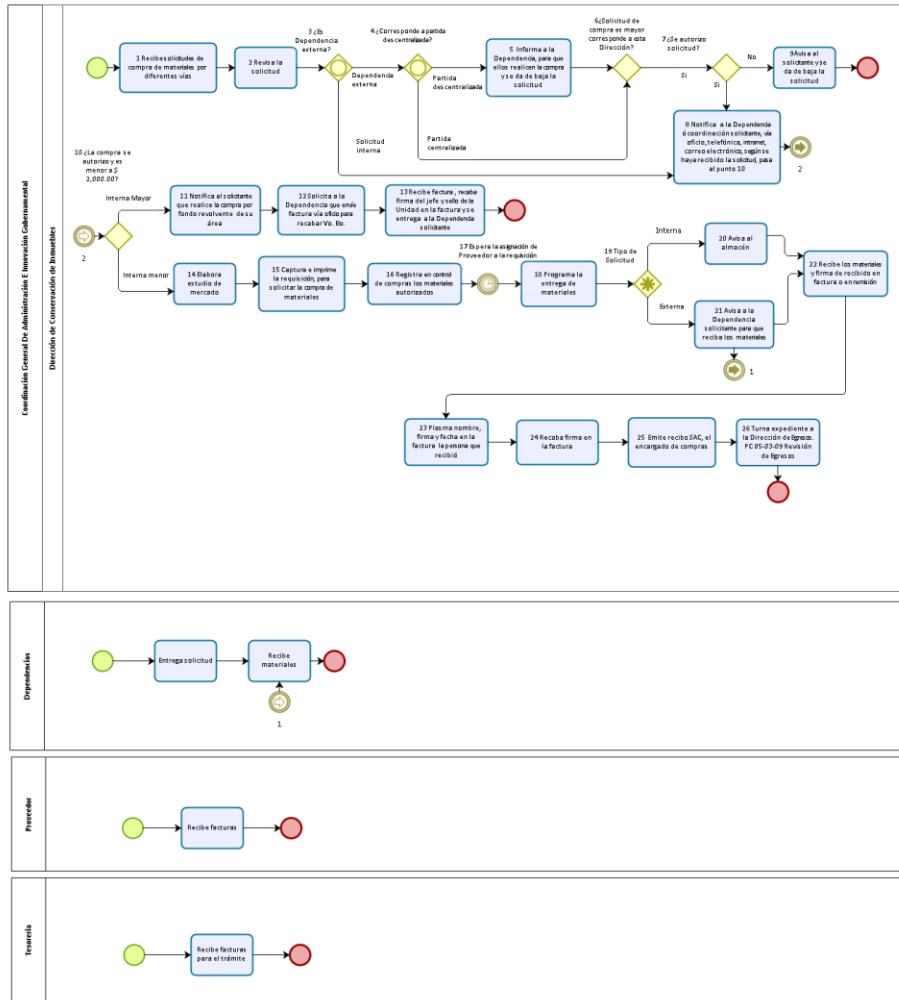 Coordinación General De Administración E Innovación Gubernamental
Dirección de Conservación de Inmuebles
1 Recibe solicitudes de
compra de materiales por
diferentes vías
2 Revisa la
solicitud
3 ¿Es
Dependencia
externa?
Dependencia
externa
Solicitud
interna
4 ¿Corresponde a partida
descentralizada?
Partida
descentralizada
Partida
centralizada
5 Informa a la
Dependencia, para que
ellos realicen la compra
y se da de baja la
solicitud
6 ¿Solicitud de
compra es mayor
corresponde a esta
Dirección?
Si
7 ¿Se autoriza
solicitud?
No
Si
9 Avisa al
solicitante y se
da de baja la
solicitud
8 Notifica a la Dependencia
ó coordinación solicitante, vía
oficio, telefónica, intranet,
correo electrónico, según se
haya recibido la solicitud, pasa
al punto 10
2
10 ¿La compra se
autoriza y es
menor a $
2,000.00?
2
Interna Mayor
Interna menor
11 Notifica al solicitante
que realice la compra por
fondo revolvente de su
área
12 Solicita a la
Dependencia que envíe
factura vía oficio para
recabar Vo. Bo.
13 Recibe factura, recabe
firma del jefe y sello de la
Unidad en la factura y se
entrega a la Dependencia
solicitante
14 Elabora
estudio de
mercado
15 Captura e imprime
la requisición, para
solicitar la compra de
materiales
16 Registra en control
de compras los materiales
autorizados
17 Espera la asignación de
Proveedor a la requisición
10 Programa la
entrega de
materiales
19 Tipo de
Solicitud
Interna
Externa
20 Avisa al
almacén
21 Avisa a la
Dependencia
solicitante para que
reciba los materiales
1
22 Recibe los materiales
y firma de recibido en
factura o en remisión
23 Plasma nombre,
firma y fecha en la
factura la persona que
recibió
24 Recaba firma en
la factura
25 Emite recibo SAC, el
encargado de compras
26 Turna expediente a
la Dirección de Egresos.
PC 05-03-09 Revisión
de Egresos
Dependencias
Entrega solicitud
Recibe
materiales
1
Proveedor
Recibe facturas
Tesorería
Recibe facturas
para el trámite